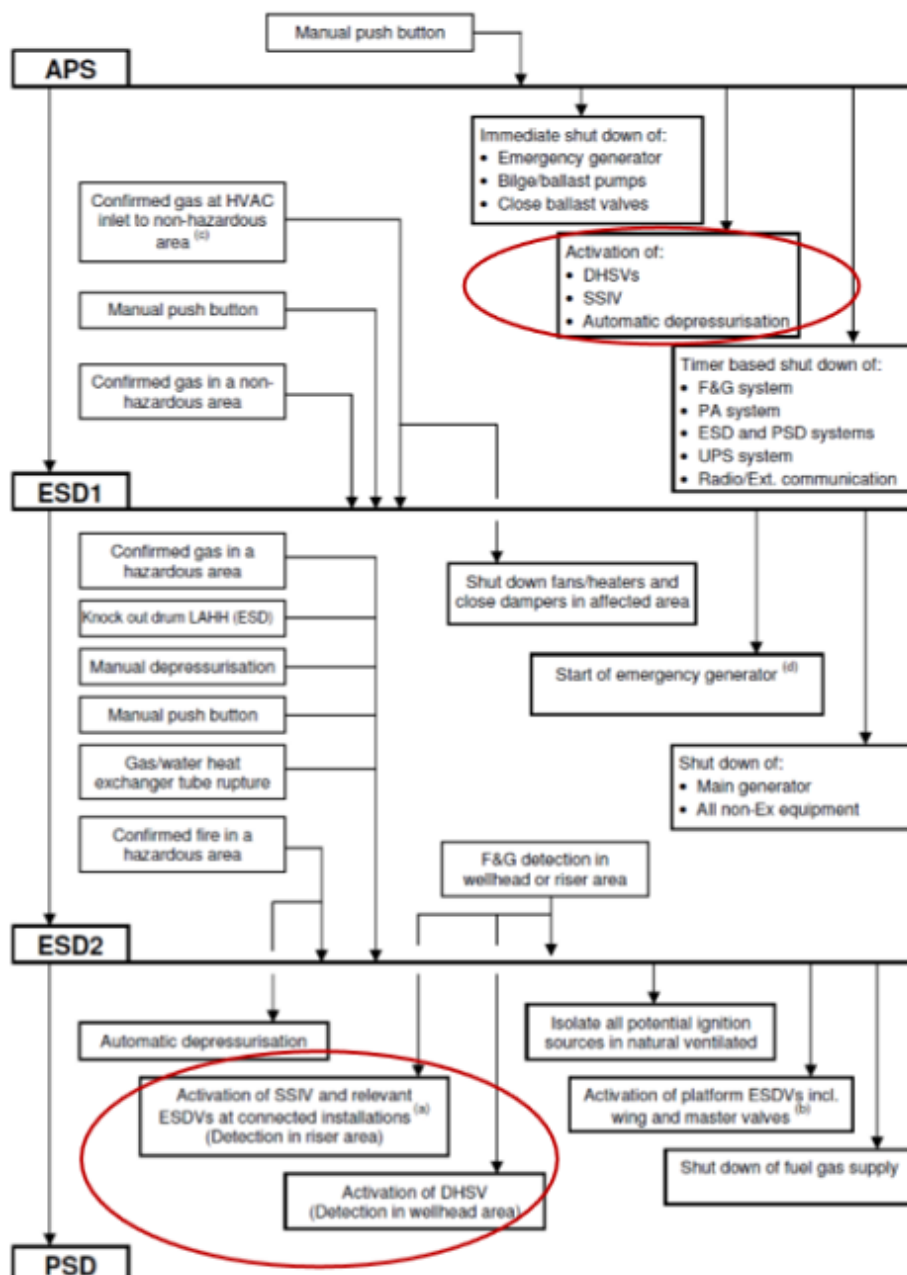 Manual push button
APS
Immediate shut down of:
• Emergency generator
• Bilge/ballast pumps
• Close ballast valves
Confirmed gas at HVAC
inlet to non-hazardous
area (c)
Activation of:
• DHSVs
• SSIV
• Automatic depressurisation
Manual push button
Confirmed gas in a non-
hazardous area
Timer based shut down of:
• F&G system
• PA system
• ESD and PSD systems
• UPS system
• Radio/Ext. communication
ESD1
Confirmed gas in a
hazardous area
Shut down fans/heaters and
close dampers in affected area
Knock out drum LAHH (ESD)
Manual depressurisation
Start of emergency generator (d)
Manual push button
Gas/water heat
exchanger tube rupture
Shut down of:
• Main generator
• All non-Ex equipment
Confirmed fire in a
hazardous area
F&G detection in
wellhead or riser area
ESD2
Automatic depressurisation
Isolate all potential ignition
sources in natural ventilated
Activation of SSIV and relevant
ESDVs at connected installations (a)
(Detection in riser area)
Activation of platform ESDVs incl.
wing and master valves (b)
Shut down of fuel gas supply
Activation of DHSV
(Detection in wellhead area)
PSD